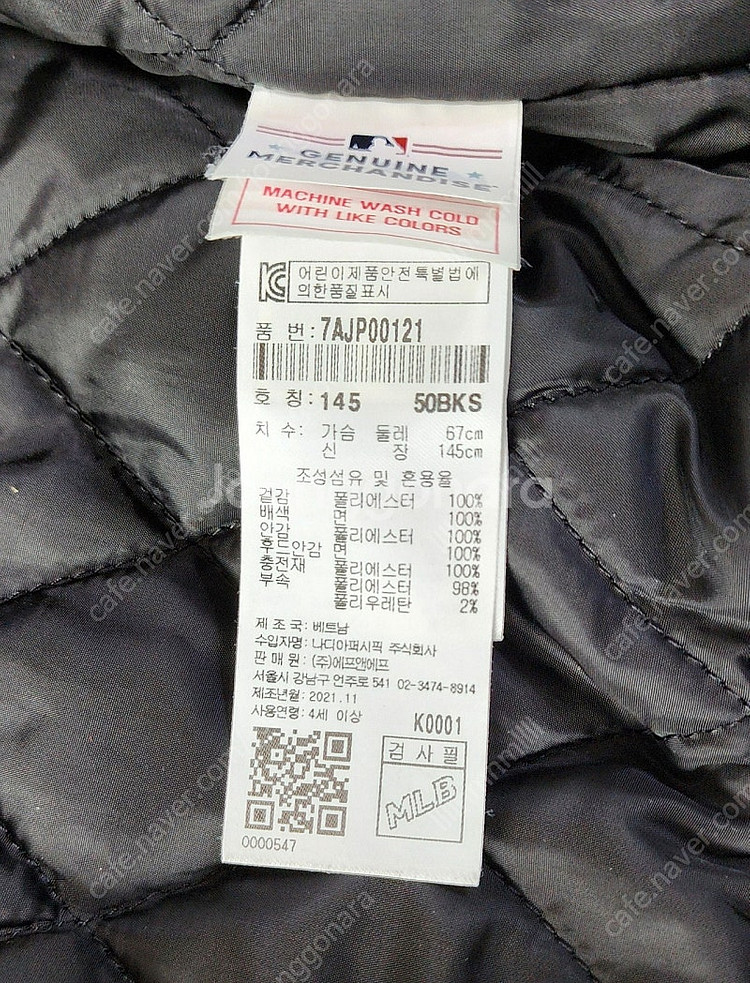 GENUINE
MERCHANDISE
MACHINE WASH COLD
WITH LIKE COLORS
어린이제품안전특별법에
의한품질표시
품 번: 7AJP00121
호 칭: 145 50BKS
치 수: 가슴 둘레 67cm
신 장 145cm
조성섬유 및 혼용율
겉감 폴리에스터 100%
배색 면 100%
안감 폴리에스터 100%
후드안감 면 100%
충전재 폴리에스터 100%
부속 폴리에스터 98%
폴리우레탄 2%
제 조 국: 베트남
수입자명: 나디아퍼시픽 주식회사
판 매 원: (주)에프앤에프
서울시 강남구 언주로 541 02-3474-8914
제조년월: 2021.11
사용연령: 4세 이상
K0001
검 사 필
MLB
0000547
Joonggonara
cafe.naver.com